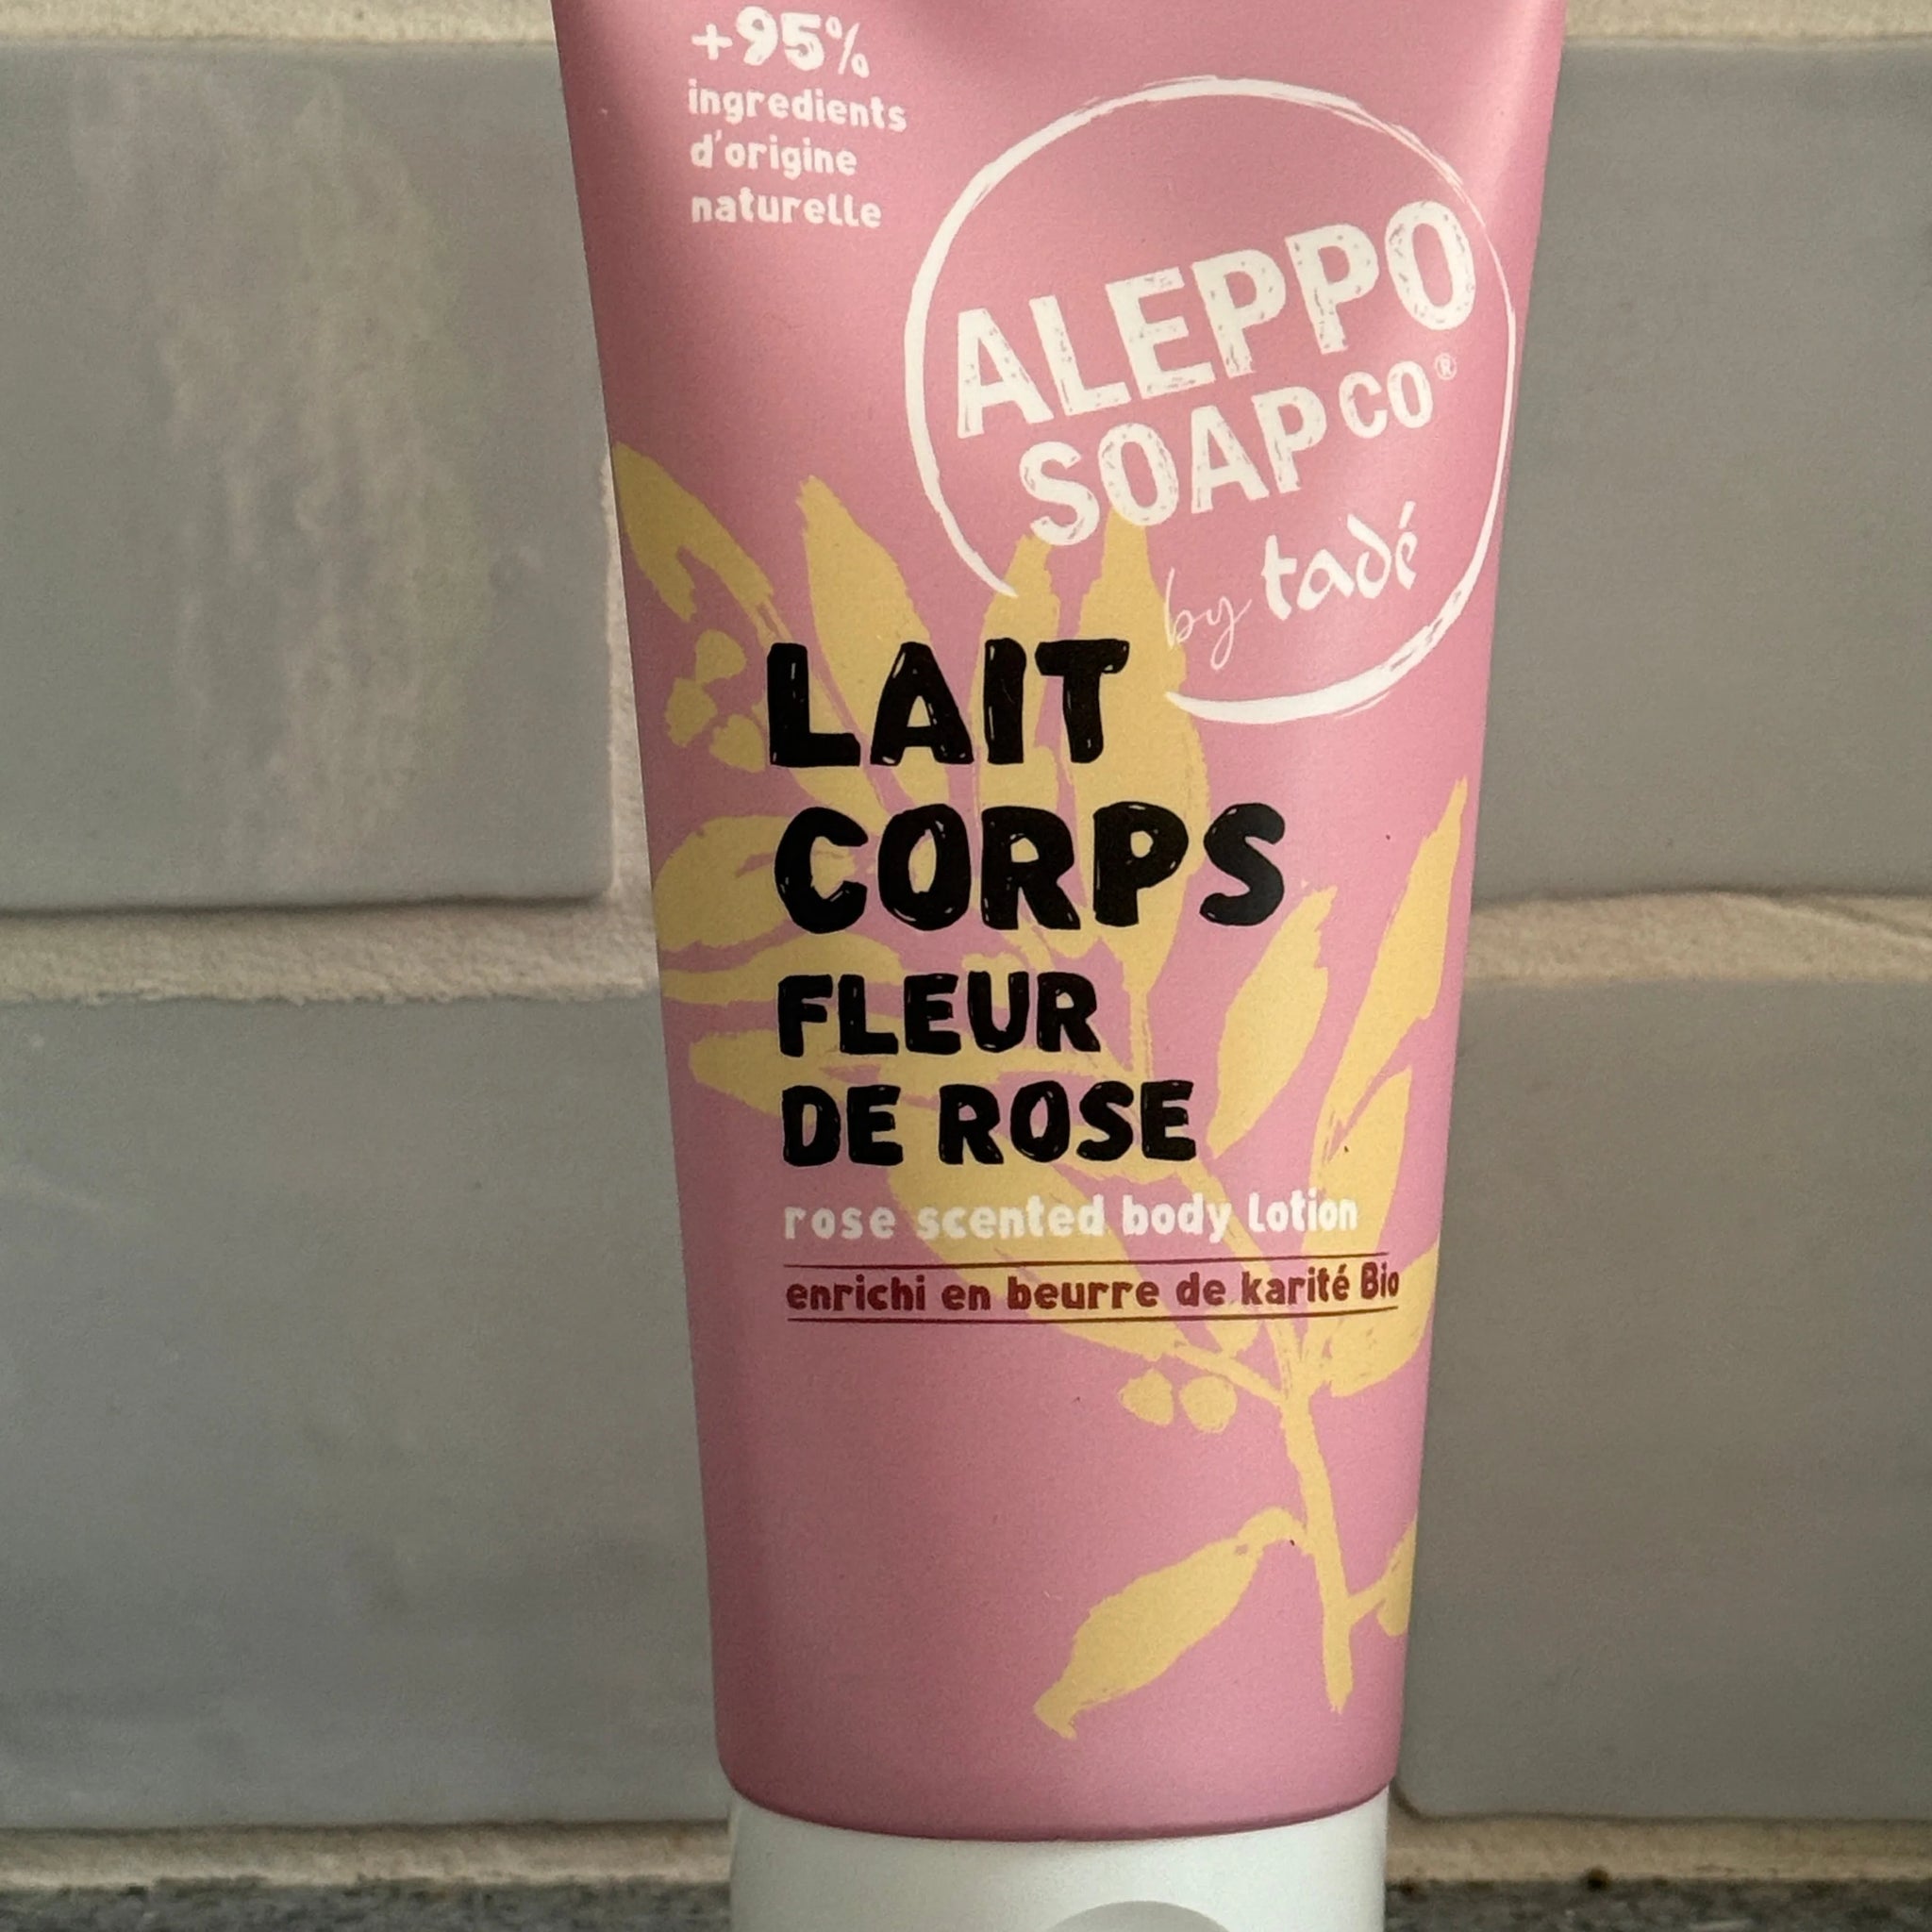 +95%
ingredients
d'origine
naturelle
ALEPPO
SOAP CO®
by tadé
LAIT
CORPS
FLEUR
DE ROSE
rose scented body lotion
enrichi en beurre de karité Bio